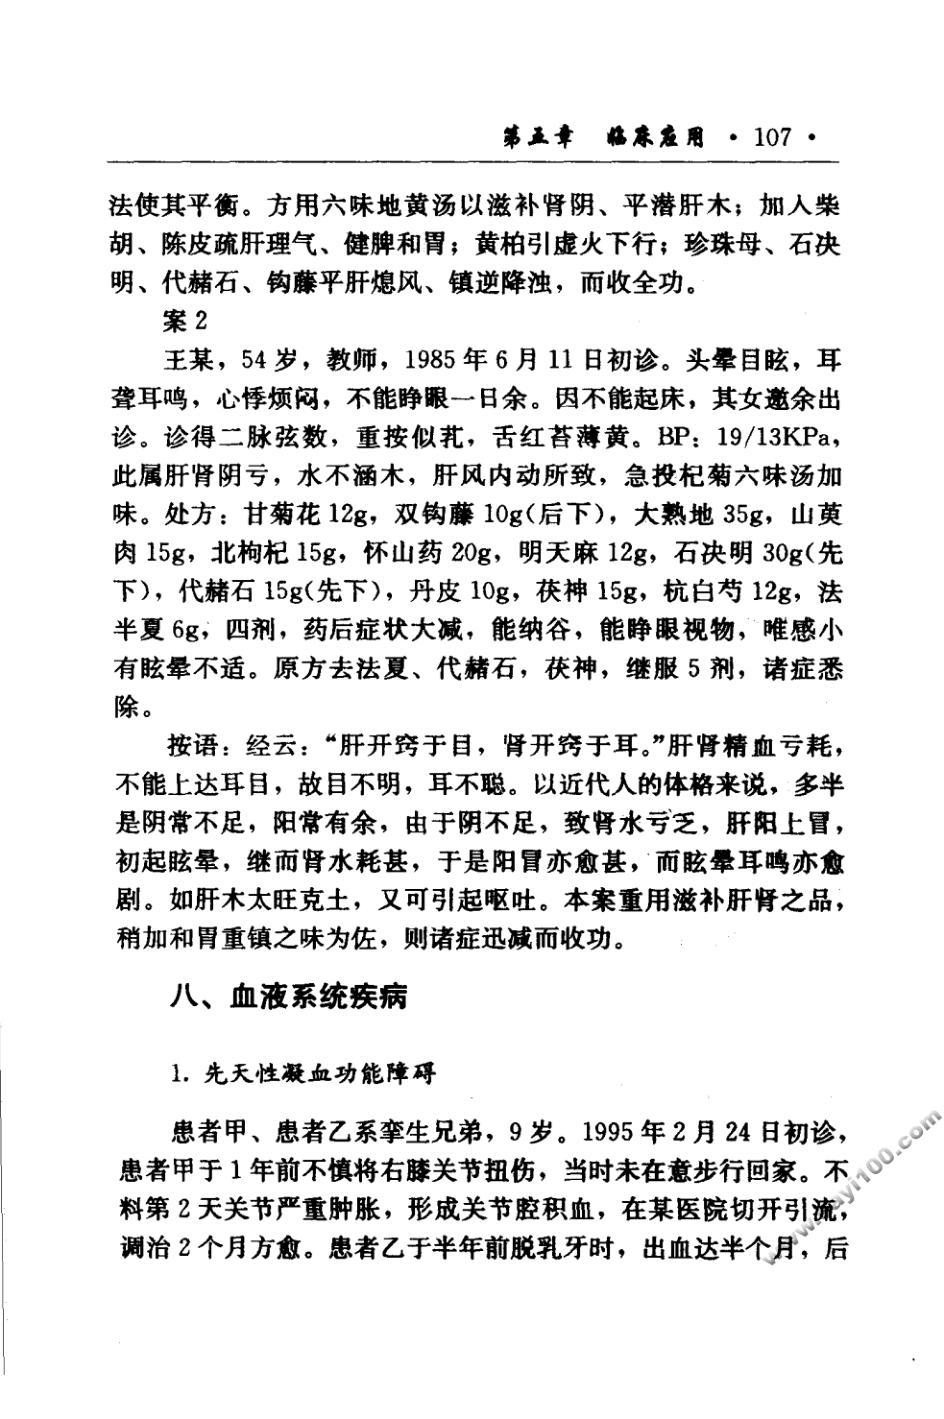 第五章 临床应用 · 107 ·
法使其平衡。方用六味地黄汤以滋补肾阴、平潜肝木；加入柴
胡、陈皮疏肝理气、健脾和胃；黄柏引虚火下行；珍珠母、石决
明、代赭石、钩藤平肝熄风、镇逆降浊，而收全功。
案 2
王某，54 岁，教师，1985 年 6 月 11 日初诊。头晕目眩，耳
聋耳鸣，心悸烦闷，不能睁眼一日余。因不能起床，其女邀余出
诊。诊得二脉弦数，重按似芤，舌红苔薄黄。BP：19/13KPa，
此属肝肾阴亏，水不涵木，肝风内动所致，急投杞菊六味汤加
味。处方：甘菊花 12g，双钩藤 10g(后下)，大熟地 35g，山萸
肉 15g，北枸杞 15g，怀山药 20g，明天麻 12g，石决明 30g(先
下)，代赭石 15g(先下)，丹皮 10g，茯神 15g，杭白芍 12g，法
半夏 6g；四剂，药后症状大减，能纳谷，能睁眼视物，唯感小
有眩晕不适。原方去法夏、代赭石，茯神，继服 5 剂，诸症悉
除。
按语：经云：“肝开窍于目，肾开窍于耳。”肝肾精血亏耗，
不能上达耳目，故目不明，耳不聪。以近代人的体格来说，多半
是阴常不足，阳常有余，由于阴不足，致肾水亏乏，肝阳上冒，
初起眩晕，继而肾水耗甚，于是阳冒亦愈甚，而眩晕耳鸣亦愈
剧。如肝木太旺克土，又可引起呕吐。本案重用滋补肝肾之品，
稍加和胃重镇之味为佐，则诸症迅减而收功。
八、血液系统疾病
1. 先天性凝血功能障碍
患者甲、患者乙系孪生兄弟，9 岁。1995 年 2 月 24 日初诊，
患者甲于 1 年前不慎将右膝关节扭伤，当时未在意步行回家。不
料第 2 天关节严重肿胀，形成关节腔积血，在某医院切开引流，
调治 2 个月方愈。患者乙于半年前脱乳牙时，出血达半个月，后